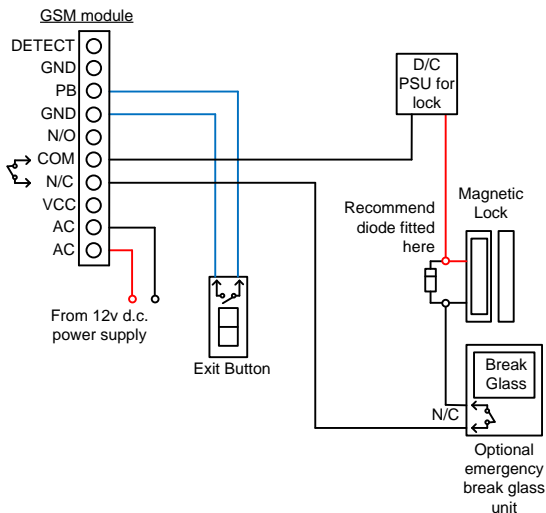 GSM module
DETECT
GND
PB
GND
N/O
COM
N/C
VCC
AC
AC
From 12v d.c.
power supply
Exit Button
D/C
PSU for
lock
Recommend
diode fitted
here
Magnetic
Lock
Break
Glass
N/C
Optional
emergency
break glass
unit